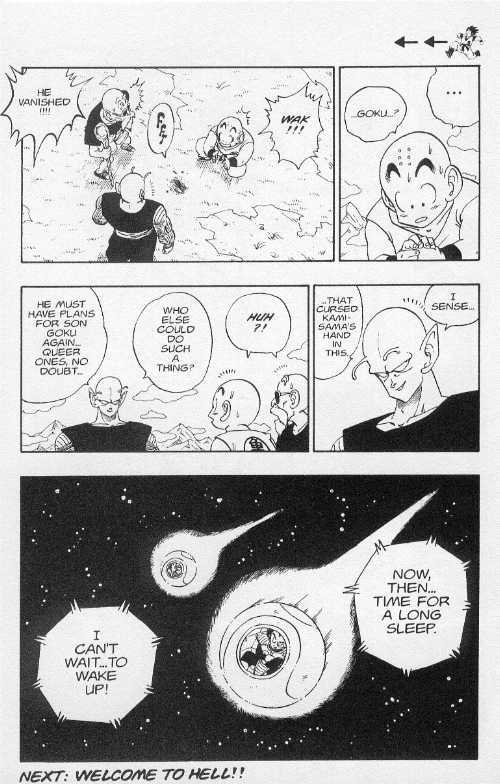 ...
..GOKU...?
WAK
!!!
HE
VANISHED
!!!!
I
SENSE...
..THAT
CURSED
KAMI-
SAMA'S
HAND
IN
THIS..
HUH
?!
WHO
ELSE
COULD
DO
SUCH
A
THING?
HE MUST
HAVE PLANS
FOR SON
GOKU
AGAIN...
QUEER
ONES, NO
DOUBT...
NOW,
THEN...
TIME FOR
A LONG
SLEEP.
I
CAN'T
WAIT...TO
WAKE
UP!
NEXT: WELCOME TO HELL!!